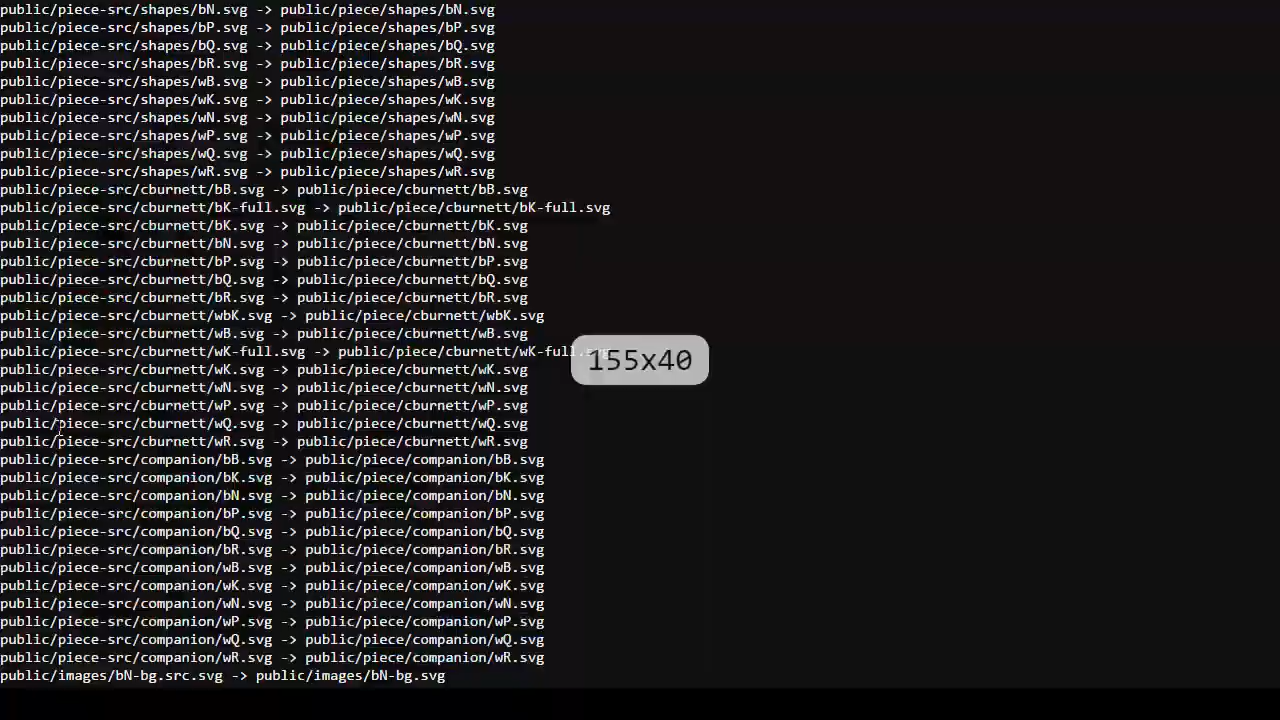 public/piece-src/shapes/bN.svg -> public/piece/shapes/bN.svg
public/piece-src/shapes/bP.svg -> public/piece/shapes/bP.svg
public/piece-src/shapes/bQ.svg -> public/piece/shapes/bQ.svg
public/piece-src/shapes/bR.svg -> public/piece/shapes/bR.svg
public/piece-src/shapes/wB.svg -> public/piece/shapes/wB.svg
public/piece-src/shapes/wK.svg -> public/piece/shapes/wK.svg
public/piece-src/shapes/wN.svg -> public/piece/shapes/wN.svg
public/piece-src/shapes/wP.svg -> public/piece/shapes/wP.svg
public/piece-src/shapes/wQ.svg -> public/piece/shapes/wQ.svg
public/piece-src/shapes/wR.svg -> public/piece/shapes/wR.svg
public/piece-src/cburnett/bB.svg -> public/piece/cburnett/bB.svg
public/piece-src/cburnett/bK-full.svg -> public/piece/cburnett/bK-full.svg
public/piece-src/cburnett/bK.svg -> public/piece/cburnett/bK.svg
public/piece-src/cburnett/bN.svg -> public/piece/cburnett/bN.svg
public/piece-src/cburnett/bP.svg -> public/piece/cburnett/bP.svg
public/piece-src/cburnett/bQ.svg -> public/piece/cburnett/bQ.svg
public/piece-src/cburnett/bR.svg -> public/piece/cburnett/bR.svg
public/piece-src/cburnett/wbK.svg -> public/piece/cburnett/wbK.svg
public/piece-src/cburnett/wB.svg -> public/piece/cburnett/wB.svg
public/piece-src/cburnett/wK-full.svg -> public/piece/cburnett/wK-full.svg
155x40
public/piece-src/cburnett/wK.svg -> public/piece/cburnett/wK.svg
public/piece-src/cburnett/wN.svg -> public/piece/cburnett/wN.svg
public/piece-src/cburnett/wP.svg -> public/piece/cburnett/wP.svg
public/piece-src/cburnett/wQ.svg -> public/piece/cburnett/wQ.svg
public/piece-src/cburnett/wR.svg -> public/piece/cburnett/wR.svg
public/piece-src/companion/bB.svg -> public/piece/companion/bB.svg
public/piece-src/companion/bK.svg -> public/piece/companion/bK.svg
public/piece-src/companion/bN.svg -> public/piece/companion/bN.svg
public/piece-src/companion/bP.svg -> public/piece/companion/bP.svg
public/piece-src/companion/bQ.svg -> public/piece/companion/bQ.svg
public/piece-src/companion/bR.svg -> public/piece/companion/bR.svg
public/piece-src/companion/wB.svg -> public/piece/companion/wB.svg
public/piece-src/companion/wK.svg -> public/piece/companion/wK.svg
public/piece-src/companion/wN.svg -> public/piece/companion/wN.svg
public/piece-src/companion/wP.svg -> public/piece/companion/wP.svg
public/piece-src/companion/wQ.svg -> public/piece/companion/wQ.svg
public/piece-src/companion/wR.svg -> public/piece/companion/wR.svg
public/images/bN-bg.src.svg -> public/images/bN-bg.svg